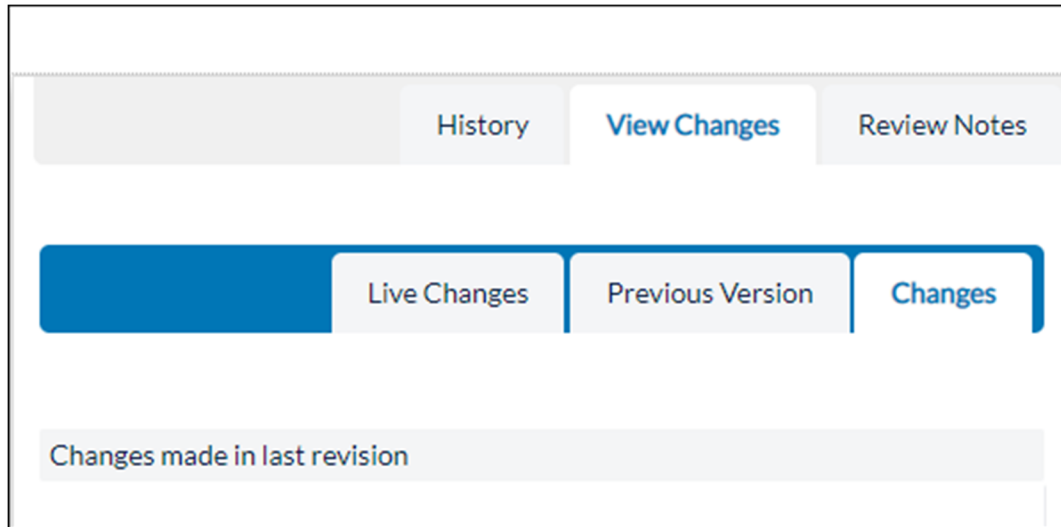 History View Changes Review Notes
Live Changes Previous Version Changes
Changes made in last revision